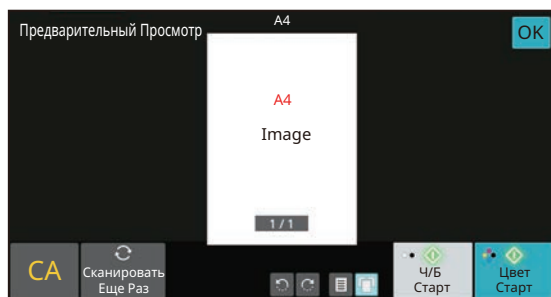 A4
Предварительный Просмотр
OK
A4
Image
1 / 1
CA
Сканировать
Еще Раз
Ч/Б
Старт
Цвет
Старт